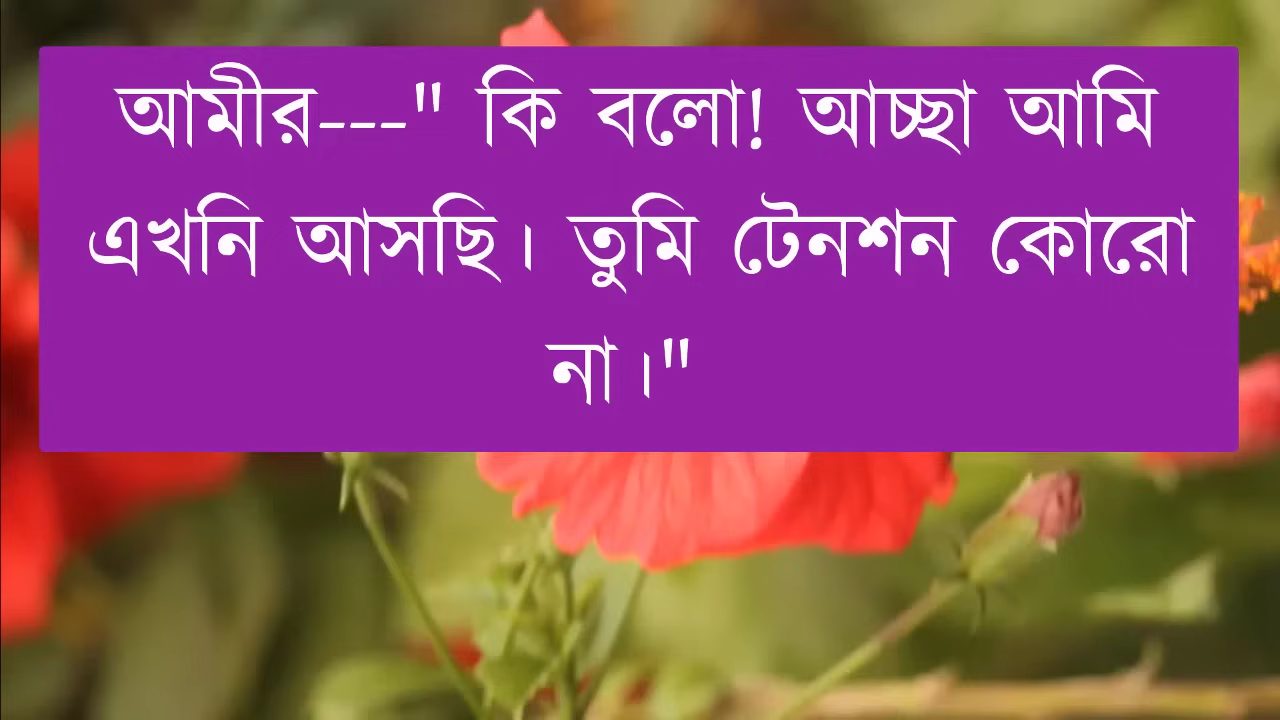 আমীর---" কি বলো! আচ্ছা আমি
এখনি আসছি। তুমি টেনশন কোরো
না।"